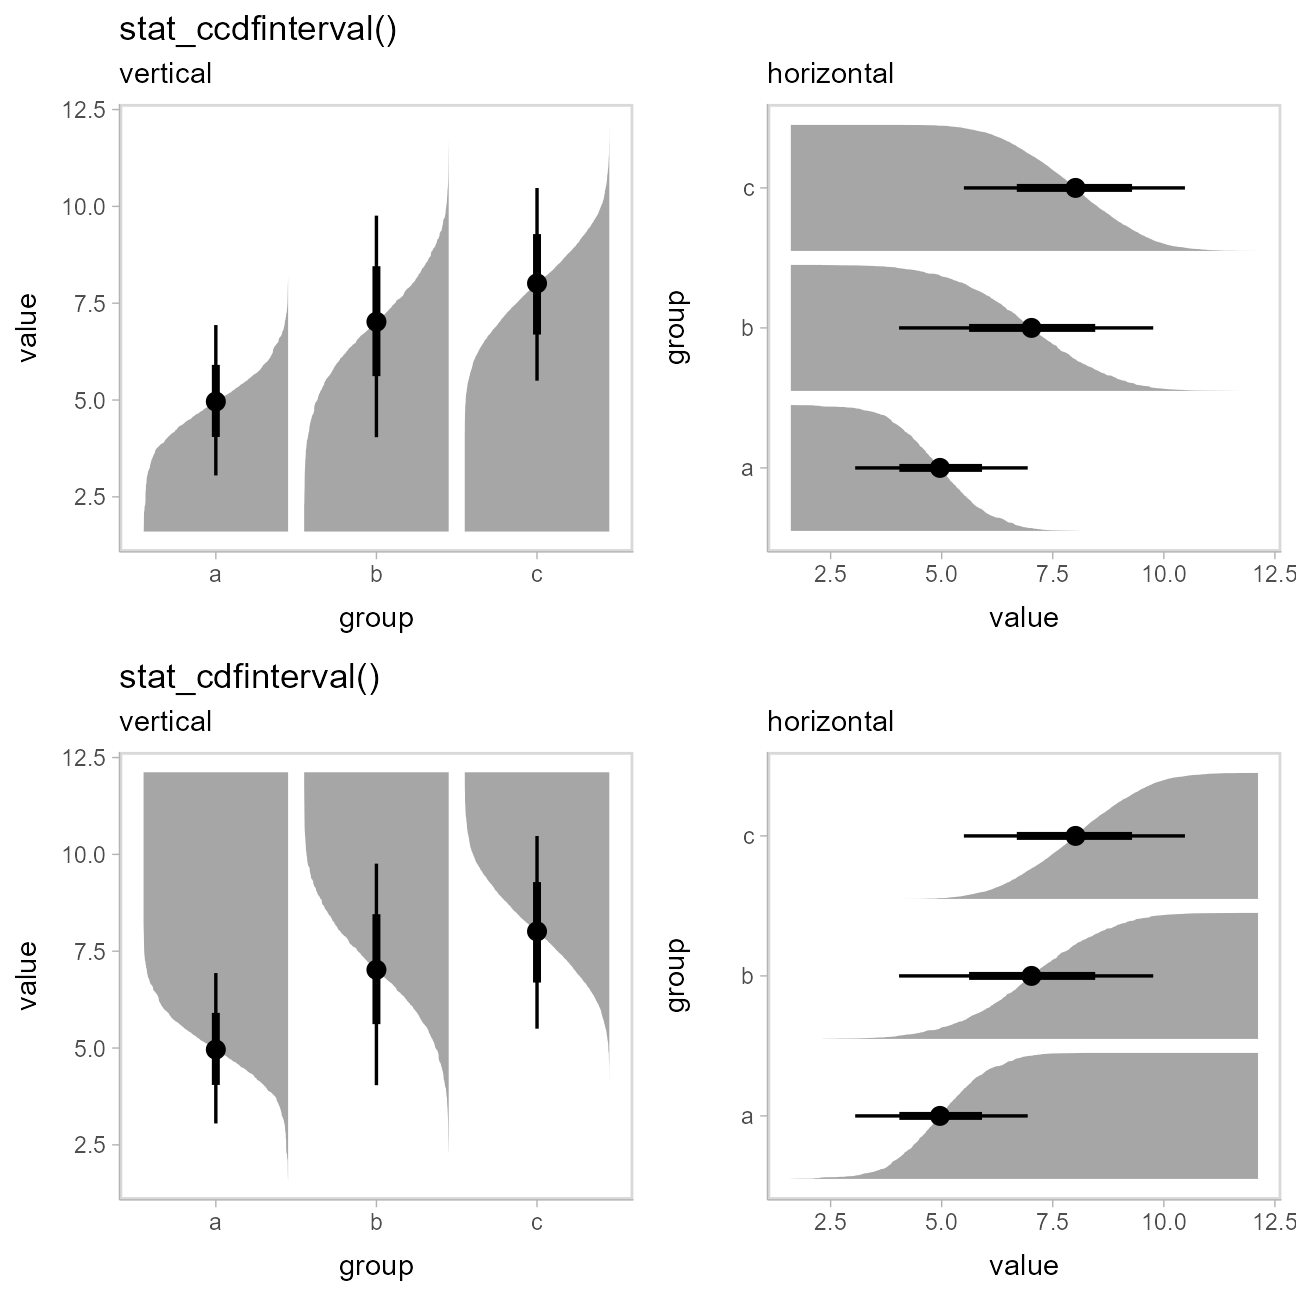 stat_ccdfinterval()
vertical
12.5
10.0
7.5
5.0
2.5
value
a b c
group
horizontal
c
b
a
group
2.5 5.0 7.5 10.0 12.5
value
stat_cdfinterval()
vertical
12.5
10.0
7.5
5.0
2.5
value
a b c
group
horizontal
c
b
a
group
2.5 5.0 7.5 10.0 12.5
value